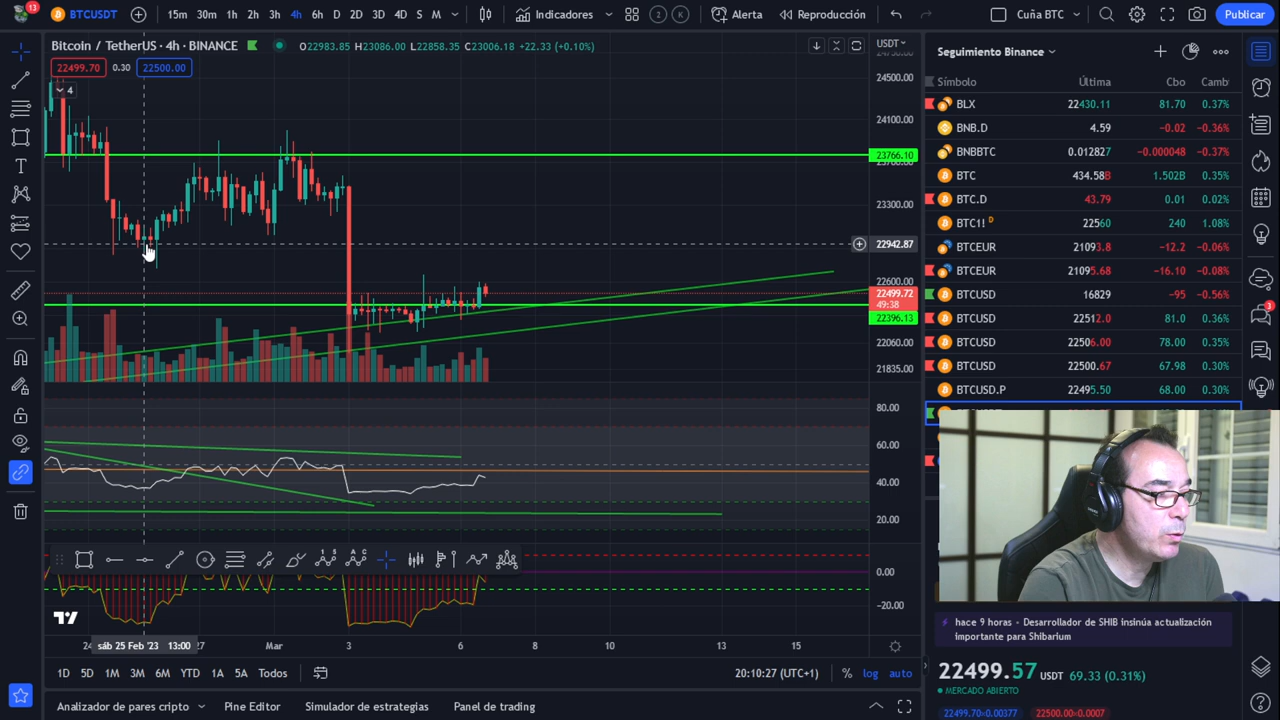 13
BTCUSDT
15m 30m 1h 2h 3h 4h 6h D 2D 3D 4D S M
Indicadores
2 K
Alerta
Reproducción
Cuña BTC
Publicar
Bitcoin / TetherUS · 4h · BINANCE
O22983.85 H23086.00 L22858.35 C23006.18 +22.33 (+0.10%)
USDT
22499.70 0.30 22500.00
4
24500.00
24100.00
23766.10
23300.00
22942.87
22600.00
22499.72
49:38
22396.13
22060.00
21835.00
80.00
60.00
40.00
20.00
0.00
−20.00
Seguimiento Binance
Símbolo Última Cbo Camb
BLX 22430.11 81.70 0.37%
BNB.D 4.59 −0.02 −0.36%
BNBBTC 0.012827 −0.000048 −0.37%
BTC 434.58B 1.502B 0.35%
BTC.D 43.79 0.01 0.02%
BTC1! D 22560 240 1.08%
BTCEUR 21093.8 −12.2 −0.06%
BTCEUR 21095.68 −16.10 −0.08%
BTCUSD 16829 −95 −0.56%
BTCUSD 22512.0 81.0 0.36%
BTCUSD 22506.00 78.00 0.35%
BTCUSD 22500.67 67.98 0.30%
BTCUSD.P 22495.50 68.00 0.30%
3
24 sáb 25 Feb '23 13:00 27 Mar 3 6 8 10 13 15
1D 5D 1M 3M 6M YTD 1A 5A Todos
20:10:27 (UTC+1) % log auto
Analizador de pares cripto Pine Editor Simulador de estrategias Panel de trading
hace 9 horas · Desarrollador de SHIB insinúa actualización
importante para Shibarium
22499.57 USDT 69.33 (0.31%)
MERCADO ABIERTO
22499.70×0.00377 22500.00×0.0007